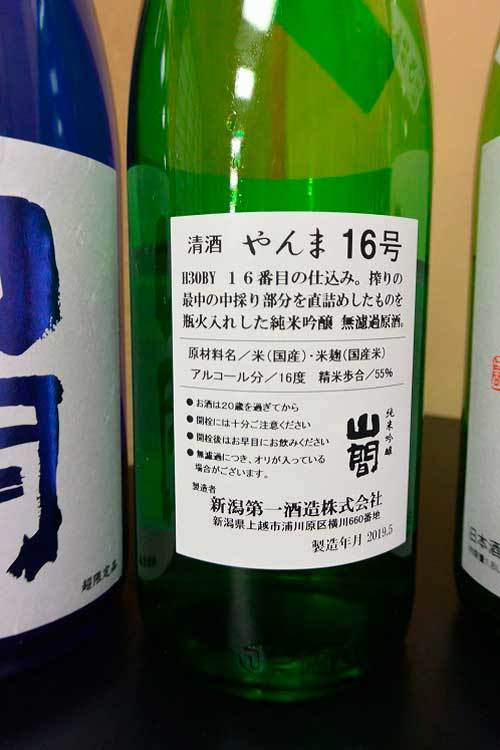 清酒 やんま 16号
H30BY 16番目の仕込み。搾りの
最中の中採り部分を直詰めしたものを
瓶火入れした純米吟醸 無濾過原酒。
原材料名／米(国産)・米麹(国産米)
アルコール分／16度 精米歩合／55%
●お酒は20歳を過ぎてから
●開栓には十分ご注意ください
●開栓後はお早目にお飲みください
●無濾過につき、オリが入っている
場合がございます。
純米吟醸
山間
製造者
新潟第一酒造株式会社
新潟県上越市浦川原区横川660番地
製造年月 2019.5
山間
超限定品
日本酒